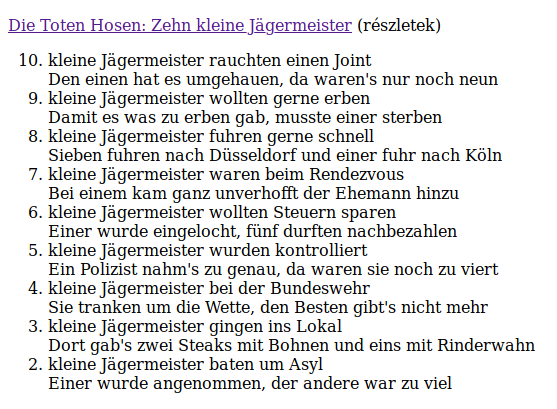 Die Toten Hosen: Zehn kleine Jägermeister (részletek)
10. kleine Jägermeister rauchten einen Joint
Den einen hat es umgehauen, da waren's nur noch neun
9. kleine Jägermeister wollten gerne erben
Damit es was zu erben gab, musste einer sterben
8. kleine Jägermeister fuhren gerne schnell
Sieben fuhren nach Düsseldorf und einer fuhr nach Köln
7. kleine Jägermeister waren beim Rendezvous
Bei einem kam ganz unverhofft der Ehemann hinzu
6. kleine Jägermeister wollten Steuern sparen
Einer wurde eingelocht, fünf durften nachbezahlen
5. kleine Jägermeister wurden kontrolliert
Ein Polizist nahm's zu genau, da waren sie noch zu viert
4. kleine Jägermeister bei der Bundeswehr
Sie tranken um die Wette, den Besten gibt's nicht mehr
3. kleine Jägermeister gingen ins Lokal
Dort gab's zwei Steaks mit Bohnen und eins mit Rinderwahn
2. kleine Jägermeister baten um Asyl
Einer wurde angenommen, der andere war zu viel